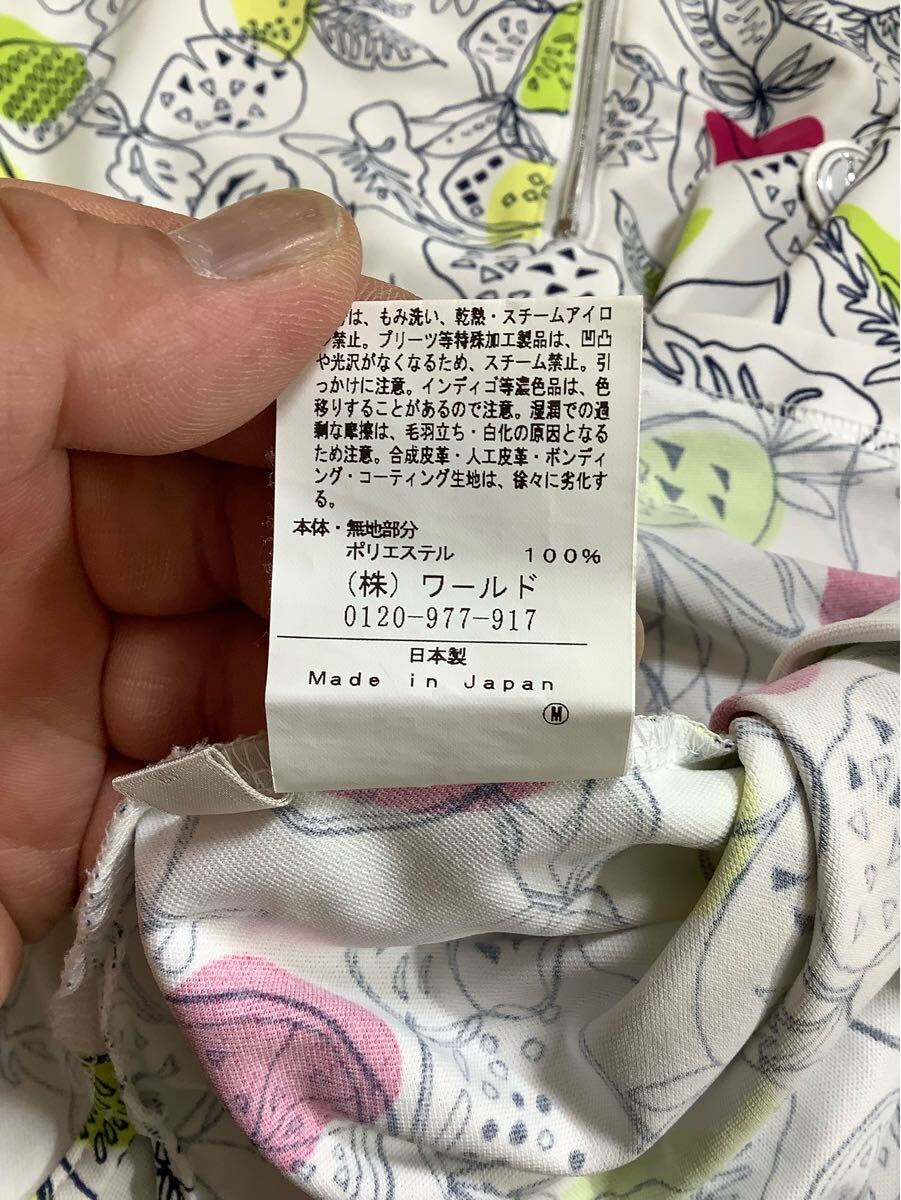 は、もみ洗い、乾熱・スチームアイロ
禁止。プリーツ等特殊加工製品は、凹凸
や光沢がなくなるため、スチーム禁止。引
っかけに注意。インディゴ等濃色品は、色
移りすることがあるので注意。湿潤での過
剰な摩擦は、毛羽立ち・白化の原因となる
ため注意。合成皮革・人工皮革・ボンディ
ング・コーティング生地は、徐々に劣化す
る。
本体・無地部分
ポリエステル 100%
(株) ワールド
0120-977-917
日本製
Made in Japan
Ⓜ